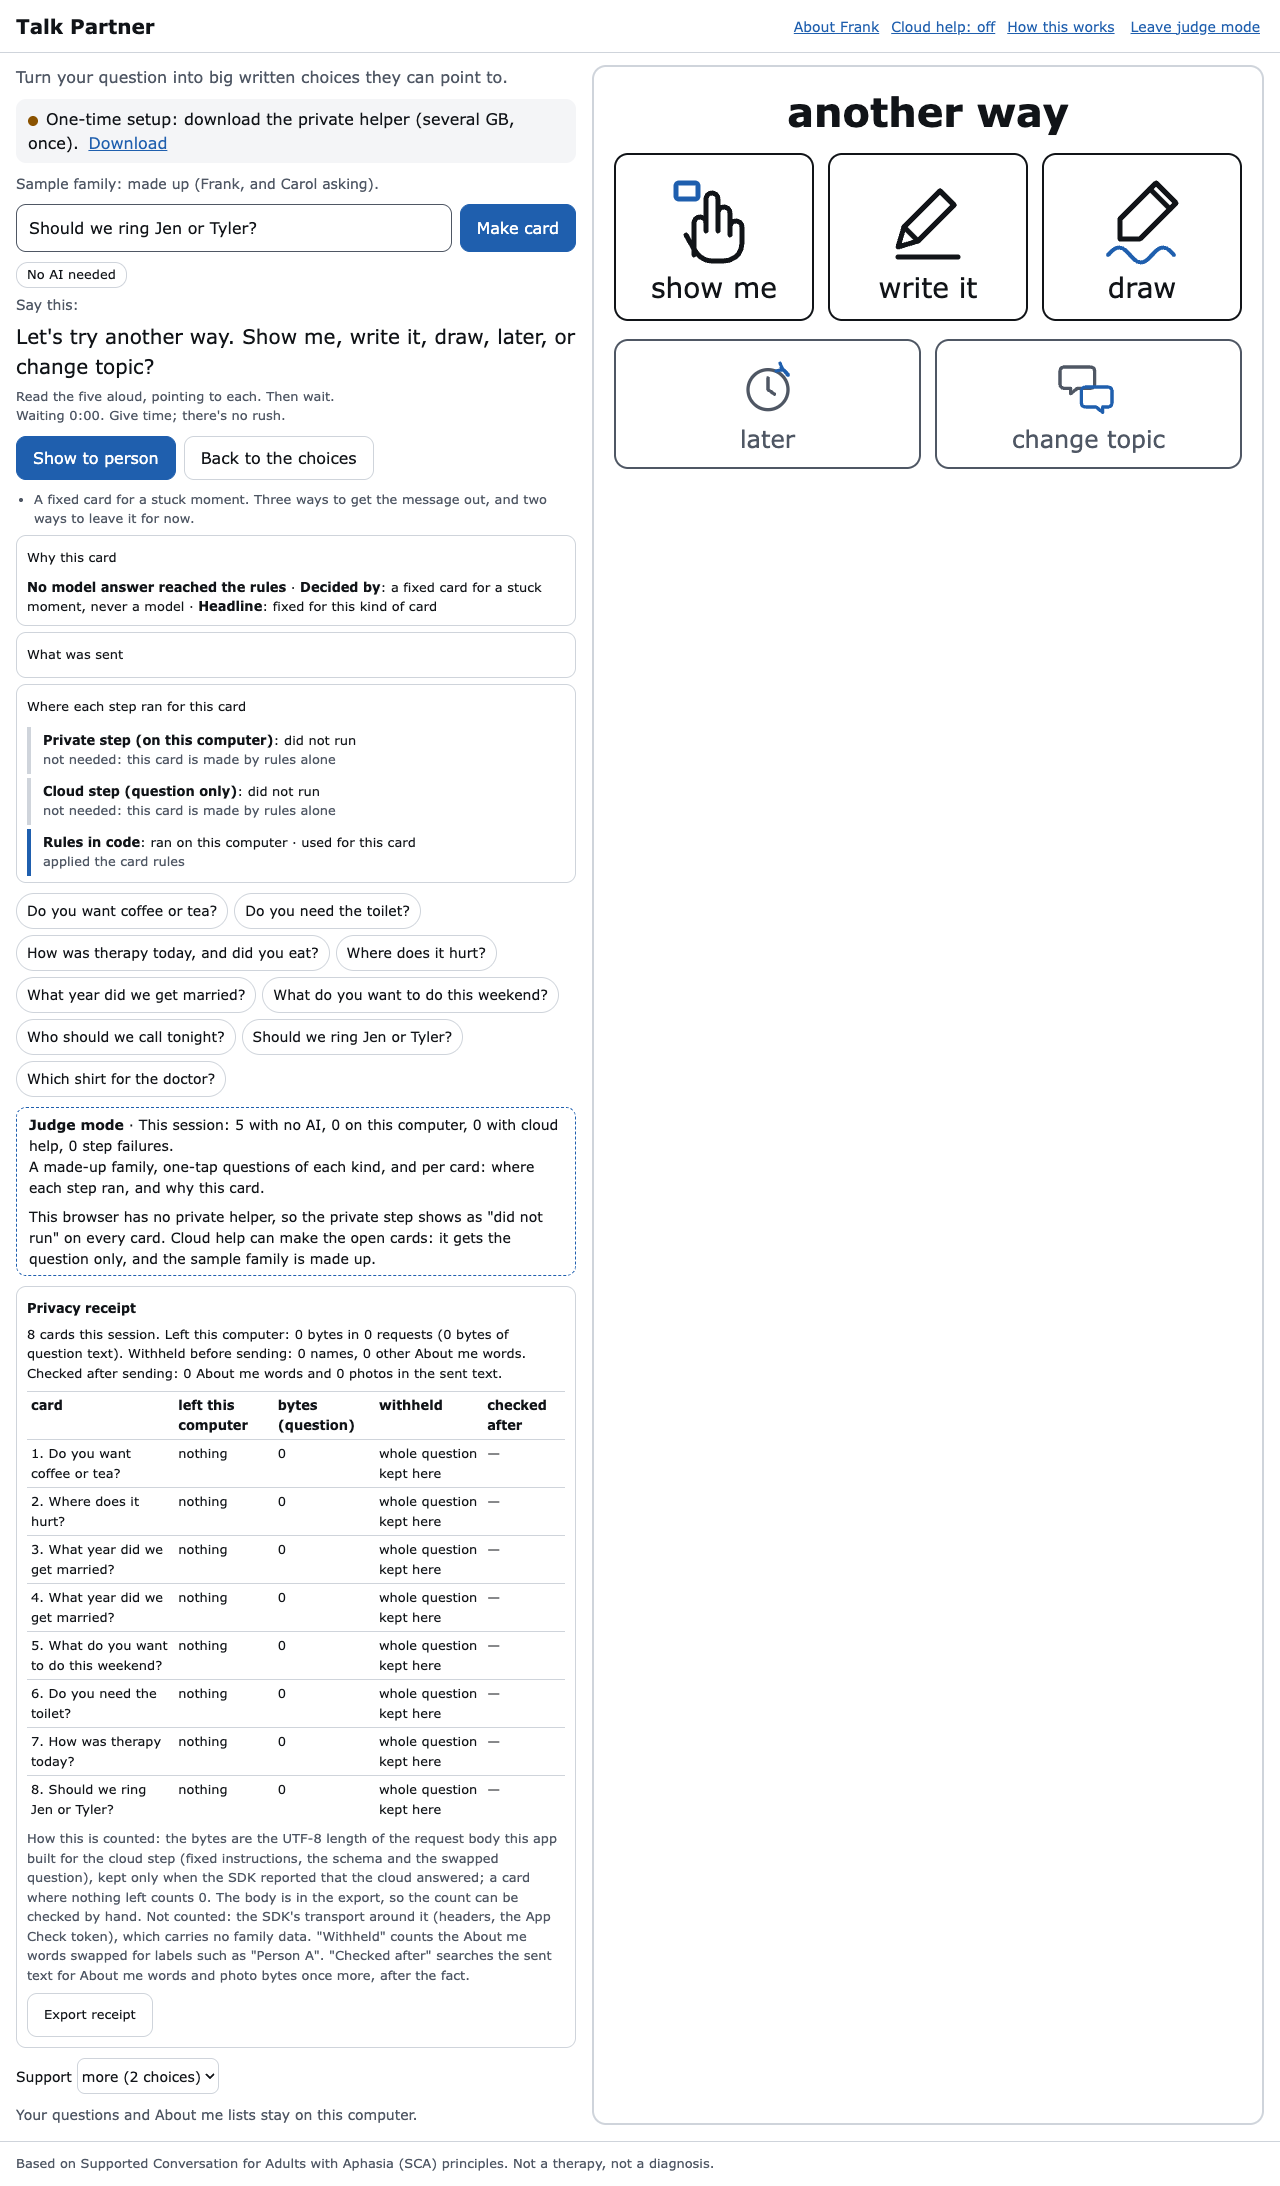 Talk Partner
About Frank Cloud help: off How this works Leave judge mode
Turn your question into big written choices they can point to.
One-time setup: download the private helper (several GB,
once). Download
Sample family: made up (Frank, and Carol asking).
Should we ring Jen or Tyler?
Make card
No AI needed
Say this:
Let's try another way. Show me, write it, draw, later, or
change topic?
Read the five aloud, pointing to each. Then wait.
Waiting 0:00. Give time; there's no rush.
Show to person
Back to the choices
• A fixed card for a stuck moment. Three ways to get the message out, and two
ways to leave it for now.
Why this card
No model answer reached the rules · Decided by: a fixed card for a stuck
moment, never a model · Headline: fixed for this kind of card
What was sent
Where each step ran for this card
Private step (on this computer): did not run
not needed: this card is made by rules alone
Cloud step (question only): did not run
not needed: this card is made by rules alone
Rules in code: ran on this computer · used for this card
applied the card rules
Do you want coffee or tea?
Do you need the toilet?
How was therapy today, and did you eat?
Where does it hurt?
What year did we get married?
What do you want to do this weekend?
Who should we call tonight?
Should we ring Jen or Tyler?
Which shirt for the doctor?
Judge mode · This session: 5 with no AI, 0 on this computer, 0 with cloud
help, 0 step failures.
A made-up family, one-tap questions of each kind, and per card: where
each step ran, and why this card.
This browser has no private helper, so the private step shows as "did not
run" on every card. Cloud help can make the open cards: it gets the
question only, and the sample family is made up.
Privacy receipt
8 cards this session. Left this computer: 0 bytes in 0 requests (0 bytes of
question text). Withheld before sending: 0 names, 0 other About me words.
Checked after sending: 0 About me words and 0 photos in the sent text.
card left this bytes withheld checked
computer (question) after
1. Do you want nothing 0 whole question —
coffee or tea? kept here
2. Where does it nothing 0 whole question —
hurt? kept here
3. What year did we nothing 0 whole question —
get married? kept here
4. What year did we nothing 0 whole question —
get married? kept here
5. What do you want nothing 0 whole question —
to do this weekend? kept here
6. Do you need the nothing 0 whole question —
toilet? kept here
7. How was therapy nothing 0 whole question —
today? kept here
8. Should we ring nothing 0 whole question —
Jen or Tyler? kept here
How this is counted: the bytes are the UTF-8 length of the request body this app
built for the cloud step (fixed instructions, the schema and the swapped
question), kept only when the SDK reported that the cloud answered; a card
where nothing left counts 0. The body is in the export, so the count can be
checked by hand. Not counted: the SDK's transport around it (headers, the App
Check token), which carries no family data. "Withheld" counts the About me
words swapped for labels such as "Person A". "Checked after" searches the sent
text for About me words and photo bytes once more, after the fact.
Export receipt
Support more (2 choices)
Your questions and About me lists stay on this computer.
another way
show me
write it
draw
later
change topic
Based on Supported Conversation for Adults with Aphasia (SCA) principles. Not a therapy, not a diagnosis.